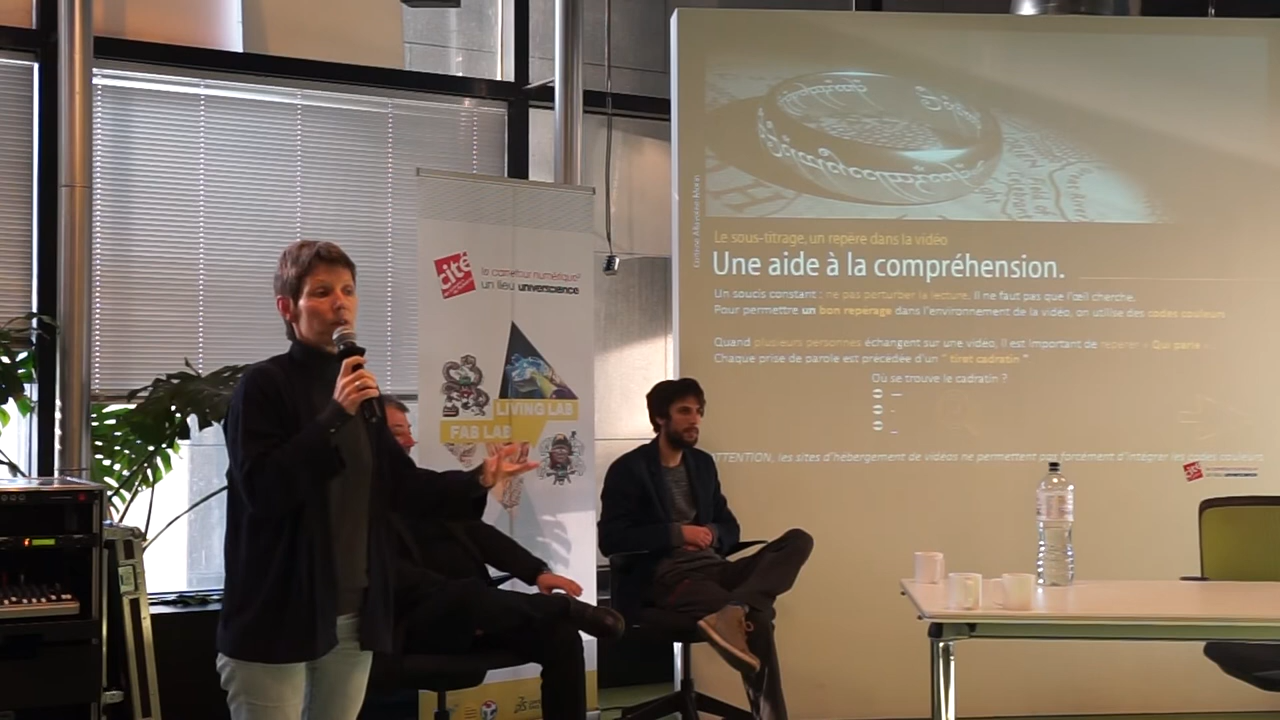 cité
le carrefour numérique²
un lieu universcience
LIVING LAB
FAB LAB
Le sous-titrage, un repère dans la vidéo
Une aide à la compréhension.
Un soucis constant : ne pas perturber la lecture. Il ne faut pas que l'œil cherche.
Pour permettre un bon repérage dans l'environnement de la vidéo, on utilise des codes couleurs
Quand plusieurs personnes échangent sur une vidéo, il est important de repérer « Qui parle »
Chaque prise de parole est précédée d'un " tiret cadratin "
Où se trouve le cadratin ?
ATTENTION, les sites d'hébergement de vidéos ne permettent pas forcément d'intégrer les codes couleurs
cité